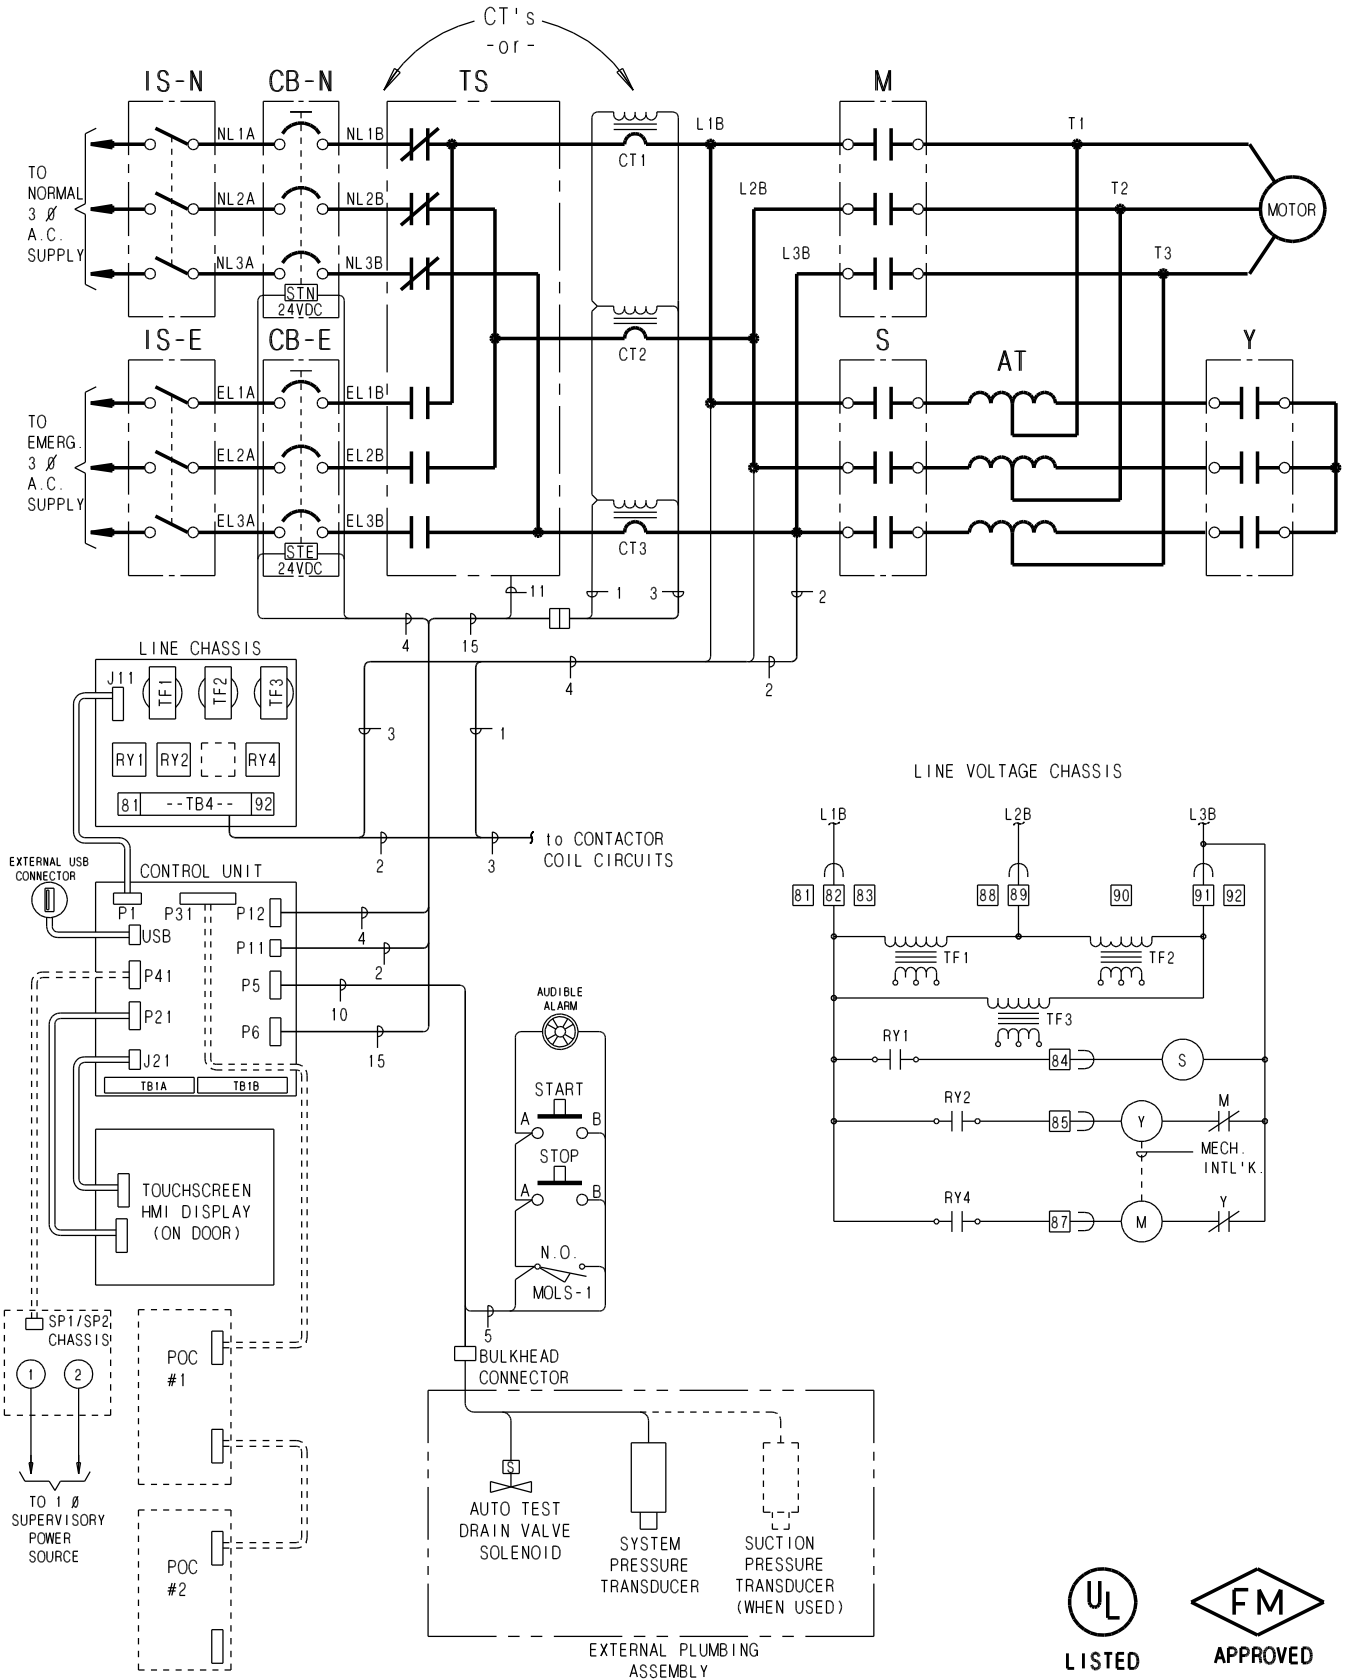 CT's
-or-
IS-N
CB-N
TS
M
TO
NORMAL
3 Ø
A.C.
SUPPLY
NL1A
NL1B
NL2A
NL2B
NL3A
NL3B
STN
24VDC
CT1
CT2
CT3
L1B
L2B
L3B
T1
T2
T3
MOTOR
IS-E
CB-E
S
AT
Y
TO
EMERG.
3 Ø
A.C.
SUPPLY
EL1A
EL1B
EL2A
EL2B
EL3A
EL3B
STE
24VDC
11
1
3
2
4
15
4
2
LINE CHASSIS
J11
TF1
TF2
TF3
RY1
RY2
RY4
81
--TB4--
92
3
1
2
3
to CONTACTOR
COIL CIRCUITS
EXTERNAL USB
CONNECTOR
CONTROL UNIT
P1
P31
P12
USB
P11
P41
P5
P21
P6
J21
TB1A
TB1B
4
2
10
15
TOUCHSCREEN
HMI DISPLAY
(ON DOOR)
AUDIBLE
ALARM
START
A
B
STOP
A
B
N.O.
MOLS-1
5
BULKHEAD
CONNECTOR
SP1/SP2
CHASSIS
1
2
TO 1 Ø
SUPERVISORY
POWER
SOURCE
POC
#1
POC
#2
S
AUTO TEST
DRAIN VALVE
SOLENOID
SYSTEM
PRESSURE
TRANSDUCER
SUCTION
PRESSURE
TRANSDUCER
(WHEN USED)
EXTERNAL PLUMBING
ASSEMBLY
LINE VOLTAGE CHASSIS
L1B
L2B
L3B
81
82
83
88
89
90
91
92
TF1
TF2
TF3
RY1
84
S
RY2
85
Y
M
MECH.
INTL'K.
RY4
87
M
Y
UL
LISTED
FM
APPROVED